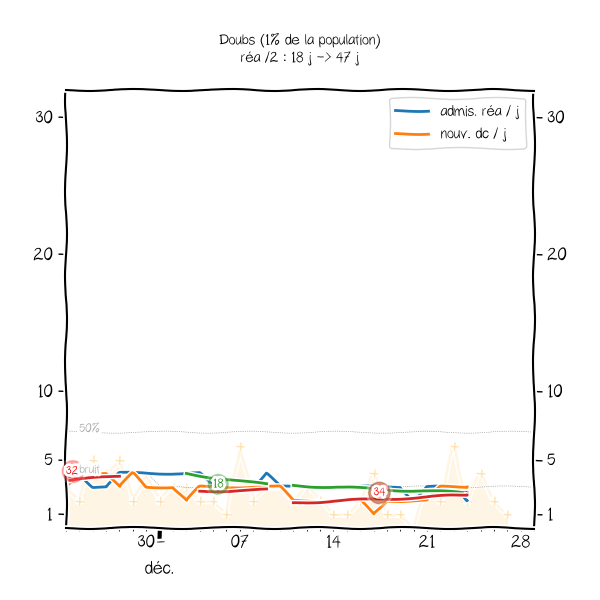 Doubs (1% de la population)
réa /2 : 18 j -> 47 j
admis. réa / j
nouv. dc / j
30 30
20 20
10 10
50%
5 5
32 bruit
18
34
1 1
30 07 14 21 28
déc.